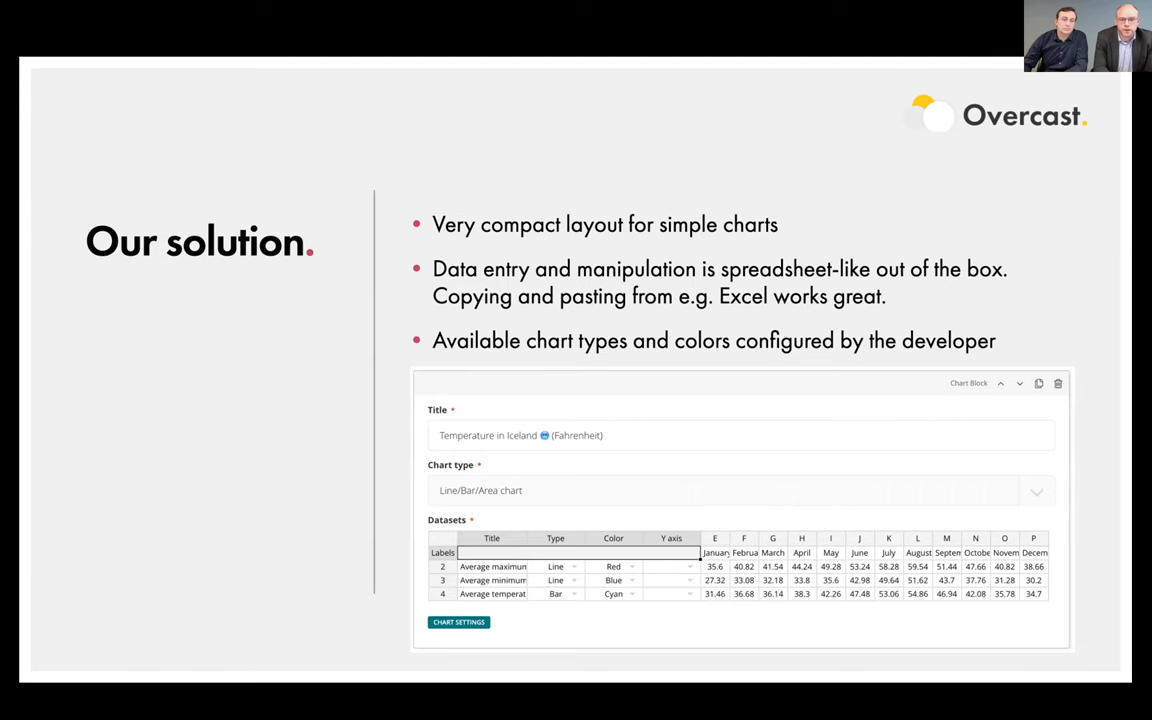 Overcast.
Our solution.
• Very compact layout for simple charts
• Data entry and manipulation is spreadsheet-like out of the box.
Copying and pasting from e.g. Excel works great.
• Available chart types and colors configured by the developer
Chart Block
Title *
Temperature in Iceland 🥶 (Fahrenheit)
Chart type *
Line/Bar/Area chart
Datasets *
Title Type Color Y axis E F G H I J K L M N O P
Labels January Februa March April May June July August Septem Octobe Novem Decem
2 Average maximun Line Red 35.6 40.82 41.54 44.24 49.28 53.24 58.28 59.54 51.44 47.66 40.82 38.66
3 Average minimum Line Blue 27.32 33.08 32.18 33.8 35.6 42.98 49.64 51.62 43.7 37.76 31.28 30.2
4 Average temperat Bar Cyan 31.46 36.68 36.14 38.3 42.26 47.48 53.06 54.86 46.94 42.08 35.78 34.7
CHART SETTINGS